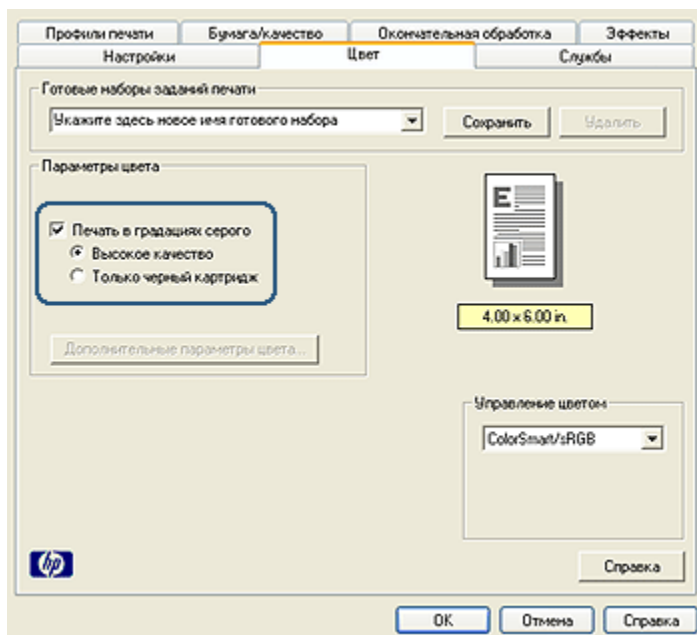 Профили печати Бумага/качество Окончательная обработка Эффекты
Настройки Цвет Службы
Готовые наборы заданий печати
Укажите здесь новое имя готового набора Сохранить Удалить
Параметры цвета
Печать в градациях серого
Высокое качество
Только черный картридж
E
4.00 x 6.00 in.
Дополнительные параметры цвета...
Управление цветом
ColorSmart/sRGB
hp
Справка
OK Отмена Справка